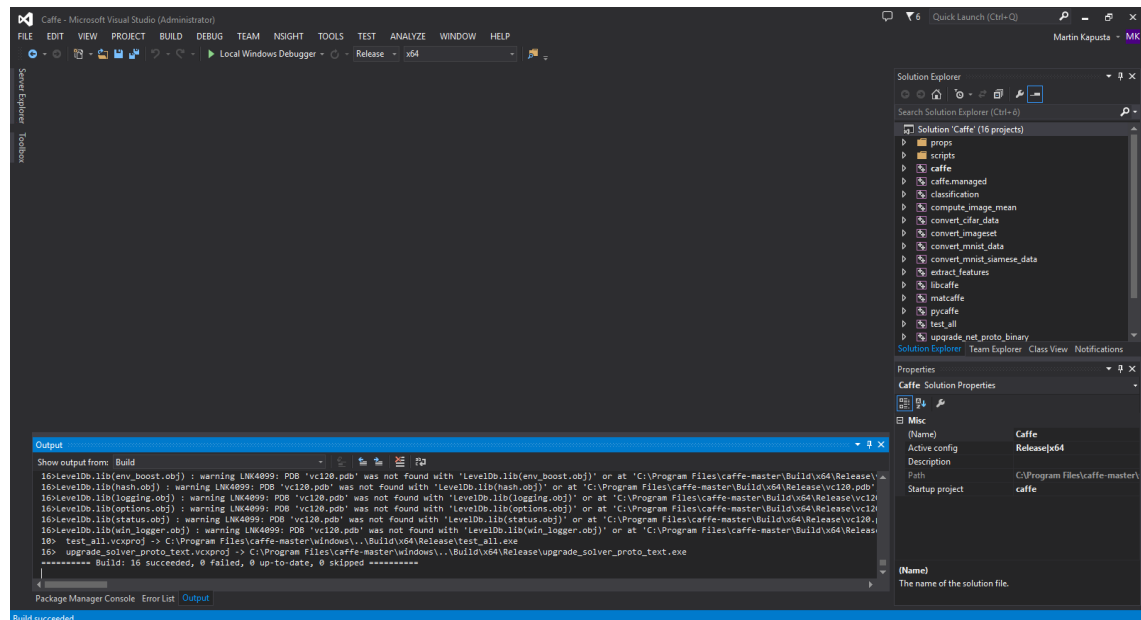 Caffe - Microsoft Visual Studio (Administrator)
6
Quick Launch (Ctrl+Q)
FILE EDIT VIEW PROJECT BUILD DEBUG TEAM NSIGHT TOOLS TEST ANALYZE WINDOW HELP
Martin Kapusta MK
Local Windows Debugger Release x64
Server Explorer
Toolbox
Solution Explorer
Search Solution Explorer (Ctrl+ó)
Solution 'Caffe' (16 projects)
props
scripts
caffe
caffe.managed
classification
compute_image_mean
convert_cifar_data
convert_imageset
convert_mnist_data
convert_mnist_siamese_data
extract_features
libcaffe
matcaffe
pycaffe
test_all
upgrade_net_proto_binary
Solution Explorer Team Explorer Class View Notifications
Properties
Caffe Solution Properties
Misc
(Name) Caffe
Active config Release|x64
Description
Path C:\Program Files\caffe-master\
Startup project caffe
(Name)
The name of the solution file.
Output
Show output from: Build
16>LevelDb.lib(env_boost.obj) : warning LNK4099: PDB 'vc120.pdb' was not found with 'LevelDb.lib(env_boost.obj)' or at 'C:\Program Files\caffe-master\Build\x64\Release\
16>LevelDb.lib(hash.obj) : warning LNK4099: PDB 'vc120.pdb' was not found with 'LevelDb.lib(hash.obj)' or at 'C:\Program Files\caffe-master\Build\x64\Release\vc120.pdb'
16>LevelDb.lib(logging.obj) : warning LNK4099: PDB 'vc120.pdb' was not found with 'LevelDb.lib(logging.obj)' or at 'C:\Program Files\caffe-master\Build\x64\Release\vc120
16>LevelDb.lib(options.obj) : warning LNK4099: PDB 'vc120.pdb' was not found with 'LevelDb.lib(options.obj)' or at 'C:\Program Files\caffe-master\Build\x64\Release\vc120
16>LevelDb.lib(status.obj) : warning LNK4099: PDB 'vc120.pdb' was not found with 'LevelDb.lib(status.obj)' or at 'C:\Program Files\caffe-master\Build\x64\Release\vc120.p
16>LevelDb.lib(win_logger.obj) : warning LNK4099: PDB 'vc120.pdb' was not found with 'LevelDb.lib(win_logger.obj)' or at 'C:\Program Files\caffe-master\Build\x64\Release
10> test_all.vcxproj -> C:\Program Files\caffe-master\windows\..\Build\x64\Release\test_all.exe
16> upgrade_solver_proto_text.vcxproj -> C:\Program Files\caffe-master\windows\..\Build\x64\Release\upgrade_solver_proto_text.exe
========== Build: 16 succeeded, 0 failed, 0 up-to-date, 0 skipped ==========
Package Manager Console Error List Output
Build succeeded